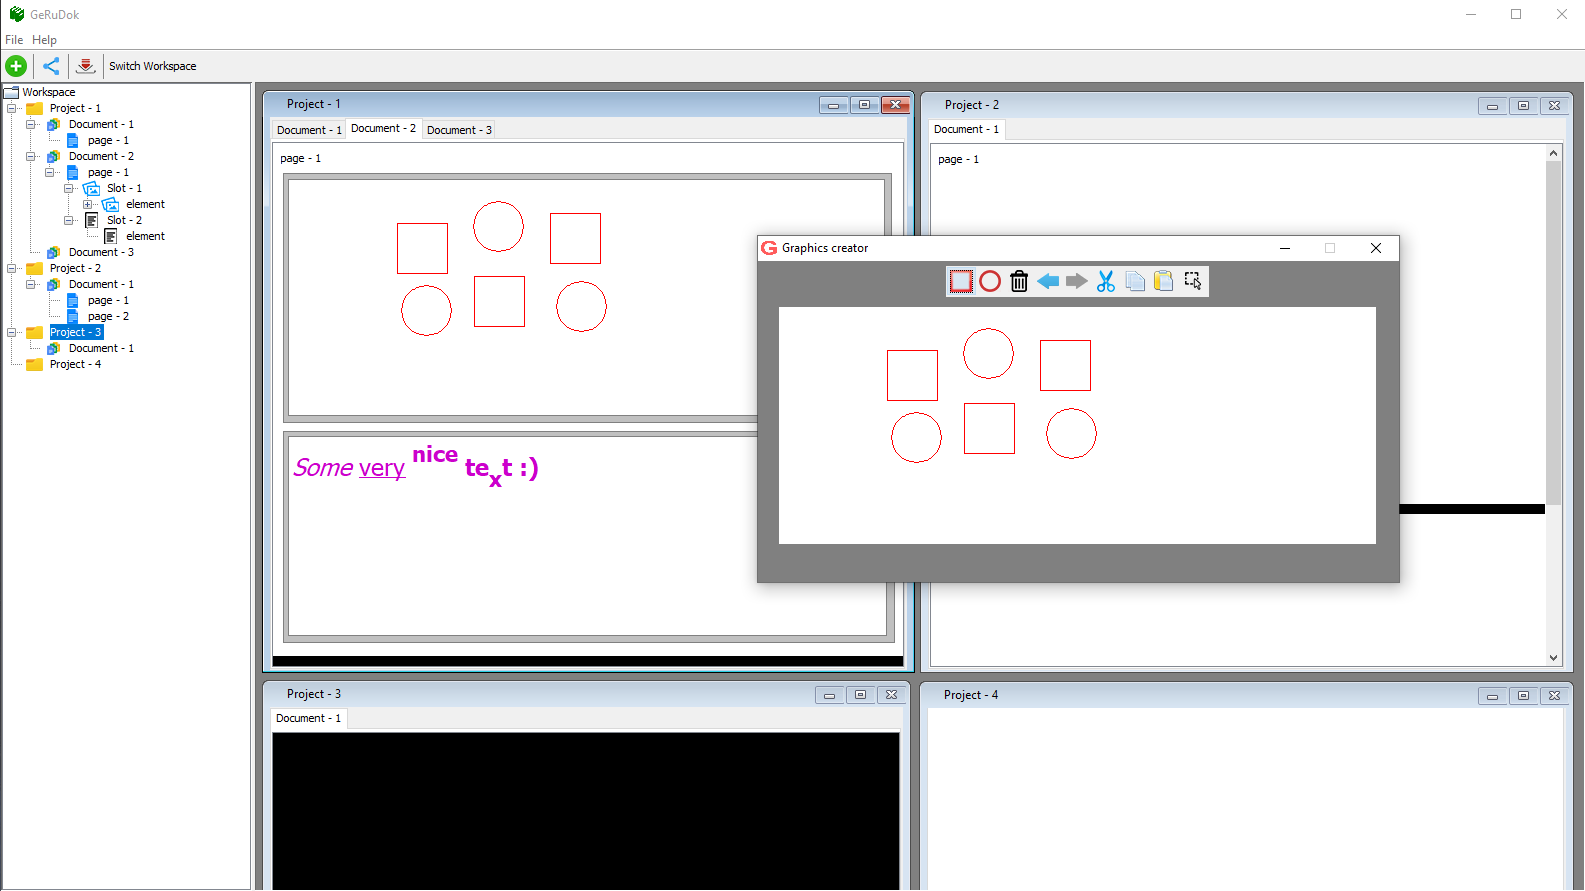 GeRuDok
File Help
Switch Workspace
Workspace
Project - 1
Document - 1
page - 1
Document - 2
page - 1
Slot - 1
element
Slot - 2
element
Document - 3
Project - 2
Document - 1
page - 1
page - 2
Project - 3
Document - 1
Project - 4
Project - 1
Document - 1 Document - 2 Document - 3
page - 1
Some very nice text :)
Project - 2
Document - 1
page - 1
G Graphics creator
Project - 3
Document - 1
Project - 4